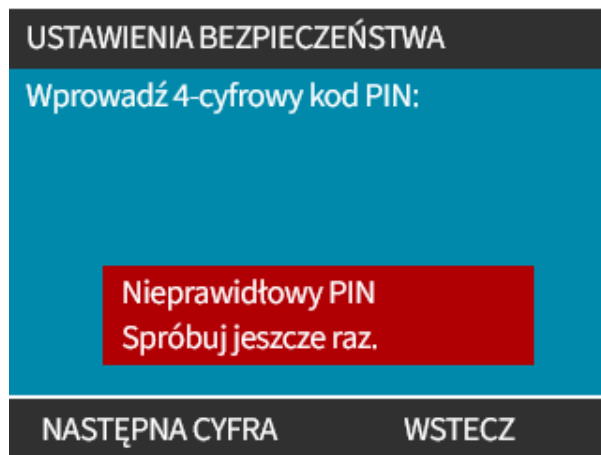 USTAWIENIA BEZPIECZEŃSTWA
Wprowadź 4-cyfrowy kod PIN:
Nieprawidłowy PIN
Spróbuj jeszcze raz.
NASTĘPNA CYFRA WSTECZ